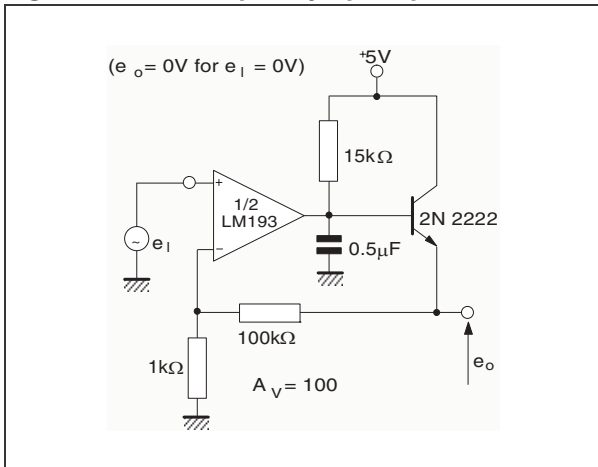 (e o = 0V for e I = 0V)
+5V
15kΩ
+
1/2
LM193
−
2N 2222
0.5µF
~
e I
100kΩ
1kΩ
e o
A V = 100